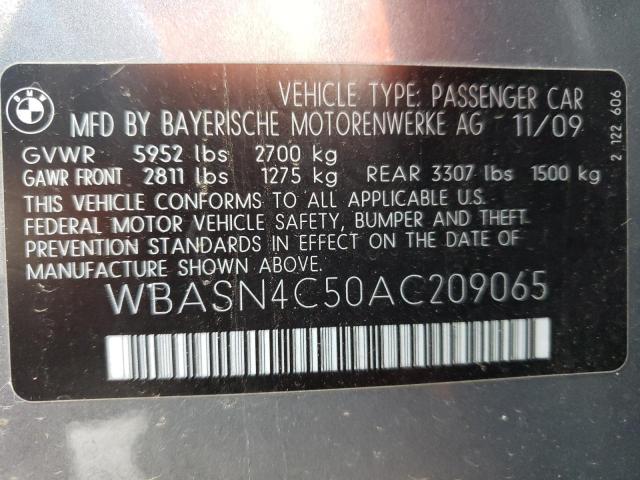 BMW
VEHICLE TYPE: PASSENGER CAR
MFD BY BAYERISCHE MOTORENWERKE AG 11/09
GVWR 5952 lbs 2700 kg
GAWR FRONT 2811 lbs 1275 kg REAR 3307 lbs 1500 kg
THIS VEHICLE CONFORMS TO ALL APPLICABLE U.S.
FEDERAL MOTOR VEHICLE SAFETY, BUMPER AND THEFT
PREVENTION STANDARDS IN EFFECT ON THE DATE OF
MANUFACTURE SHOWN ABOVE.
WBASN4C50AC209065
2 122 606